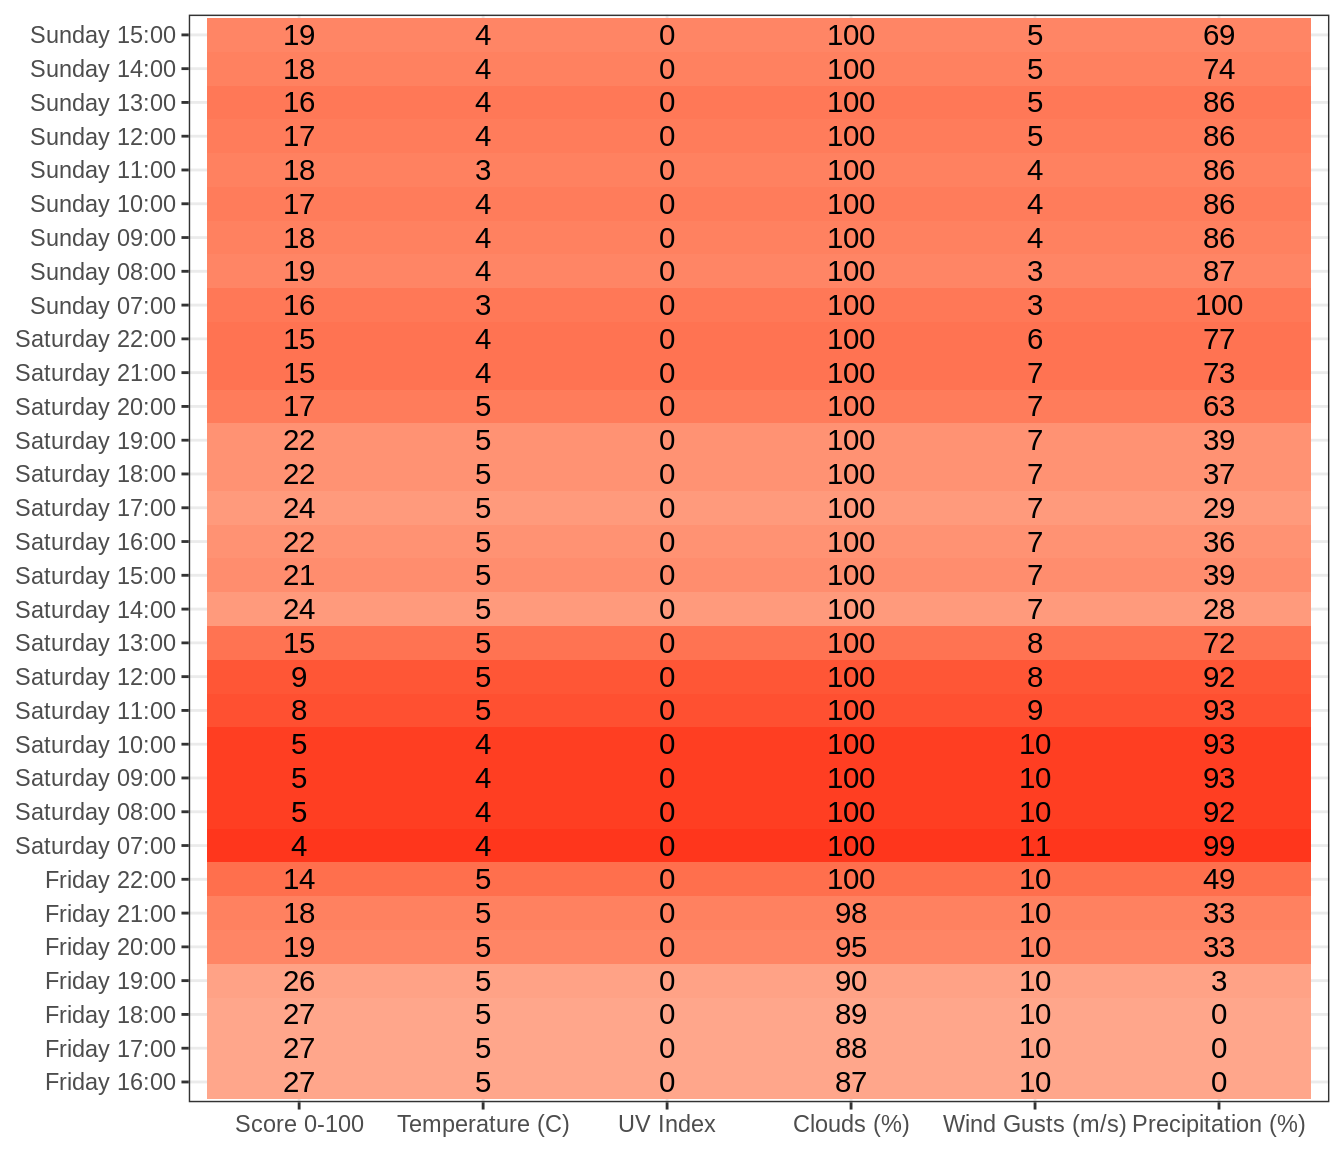 Sunday 15:00 19 4 0 100 5 69
Sunday 14:00 18 4 0 100 5 74
Sunday 13:00 16 4 0 100 5 86
Sunday 12:00 17 4 0 100 5 86
Sunday 11:00 18 3 0 100 4 86
Sunday 10:00 17 4 0 100 4 86
Sunday 09:00 18 4 0 100 4 86
Sunday 08:00 19 4 0 100 3 87
Sunday 07:00 16 3 0 100 3 100
Saturday 22:00 15 4 0 100 6 77
Saturday 21:00 15 4 0 100 7 73
Saturday 20:00 17 5 0 100 7 63
Saturday 19:00 22 5 0 100 7 39
Saturday 18:00 22 5 0 100 7 37
Saturday 17:00 24 5 0 100 7 29
Saturday 16:00 22 5 0 100 7 36
Saturday 15:00 21 5 0 100 7 39
Saturday 14:00 24 5 0 100 7 28
Saturday 13:00 15 5 0 100 8 72
Saturday 12:00 9 5 0 100 8 92
Saturday 11:00 8 5 0 100 9 93
Saturday 10:00 5 4 0 100 10 93
Saturday 09:00 5 4 0 100 10 93
Saturday 08:00 5 4 0 100 10 92
Saturday 07:00 4 4 0 100 11 99
Friday 22:00 14 5 0 100 10 49
Friday 21:00 18 5 0 98 10 33
Friday 20:00 19 5 0 95 10 33
Friday 19:00 26 5 0 90 10 3
Friday 18:00 27 5 0 89 10 0
Friday 17:00 27 5 0 88 10 0
Friday 16:00 27 5 0 87 10 0
Score 0-100 Temperature (C) UV Index Clouds (%) Wind Gusts (m/s) Precipitation (%)